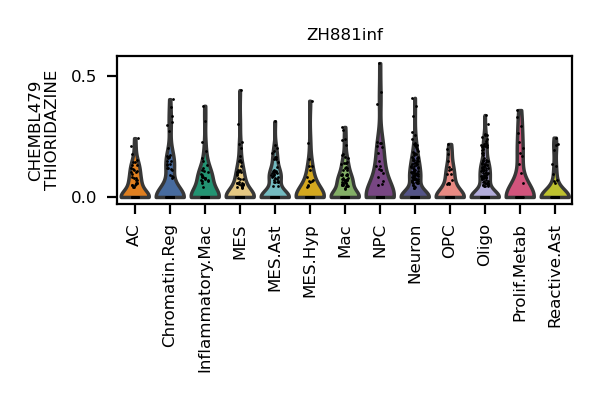 ZH881inf
CHEMBL479
THIORIDAZINE
0.5
0.0
AC
Chromatin.Reg
Inflammatory.Mac
MES
MES.Ast
MES.Hyp
Mac
NPC
Neuron
OPC
Oligo
Prolif.Metab
Reactive.Ast